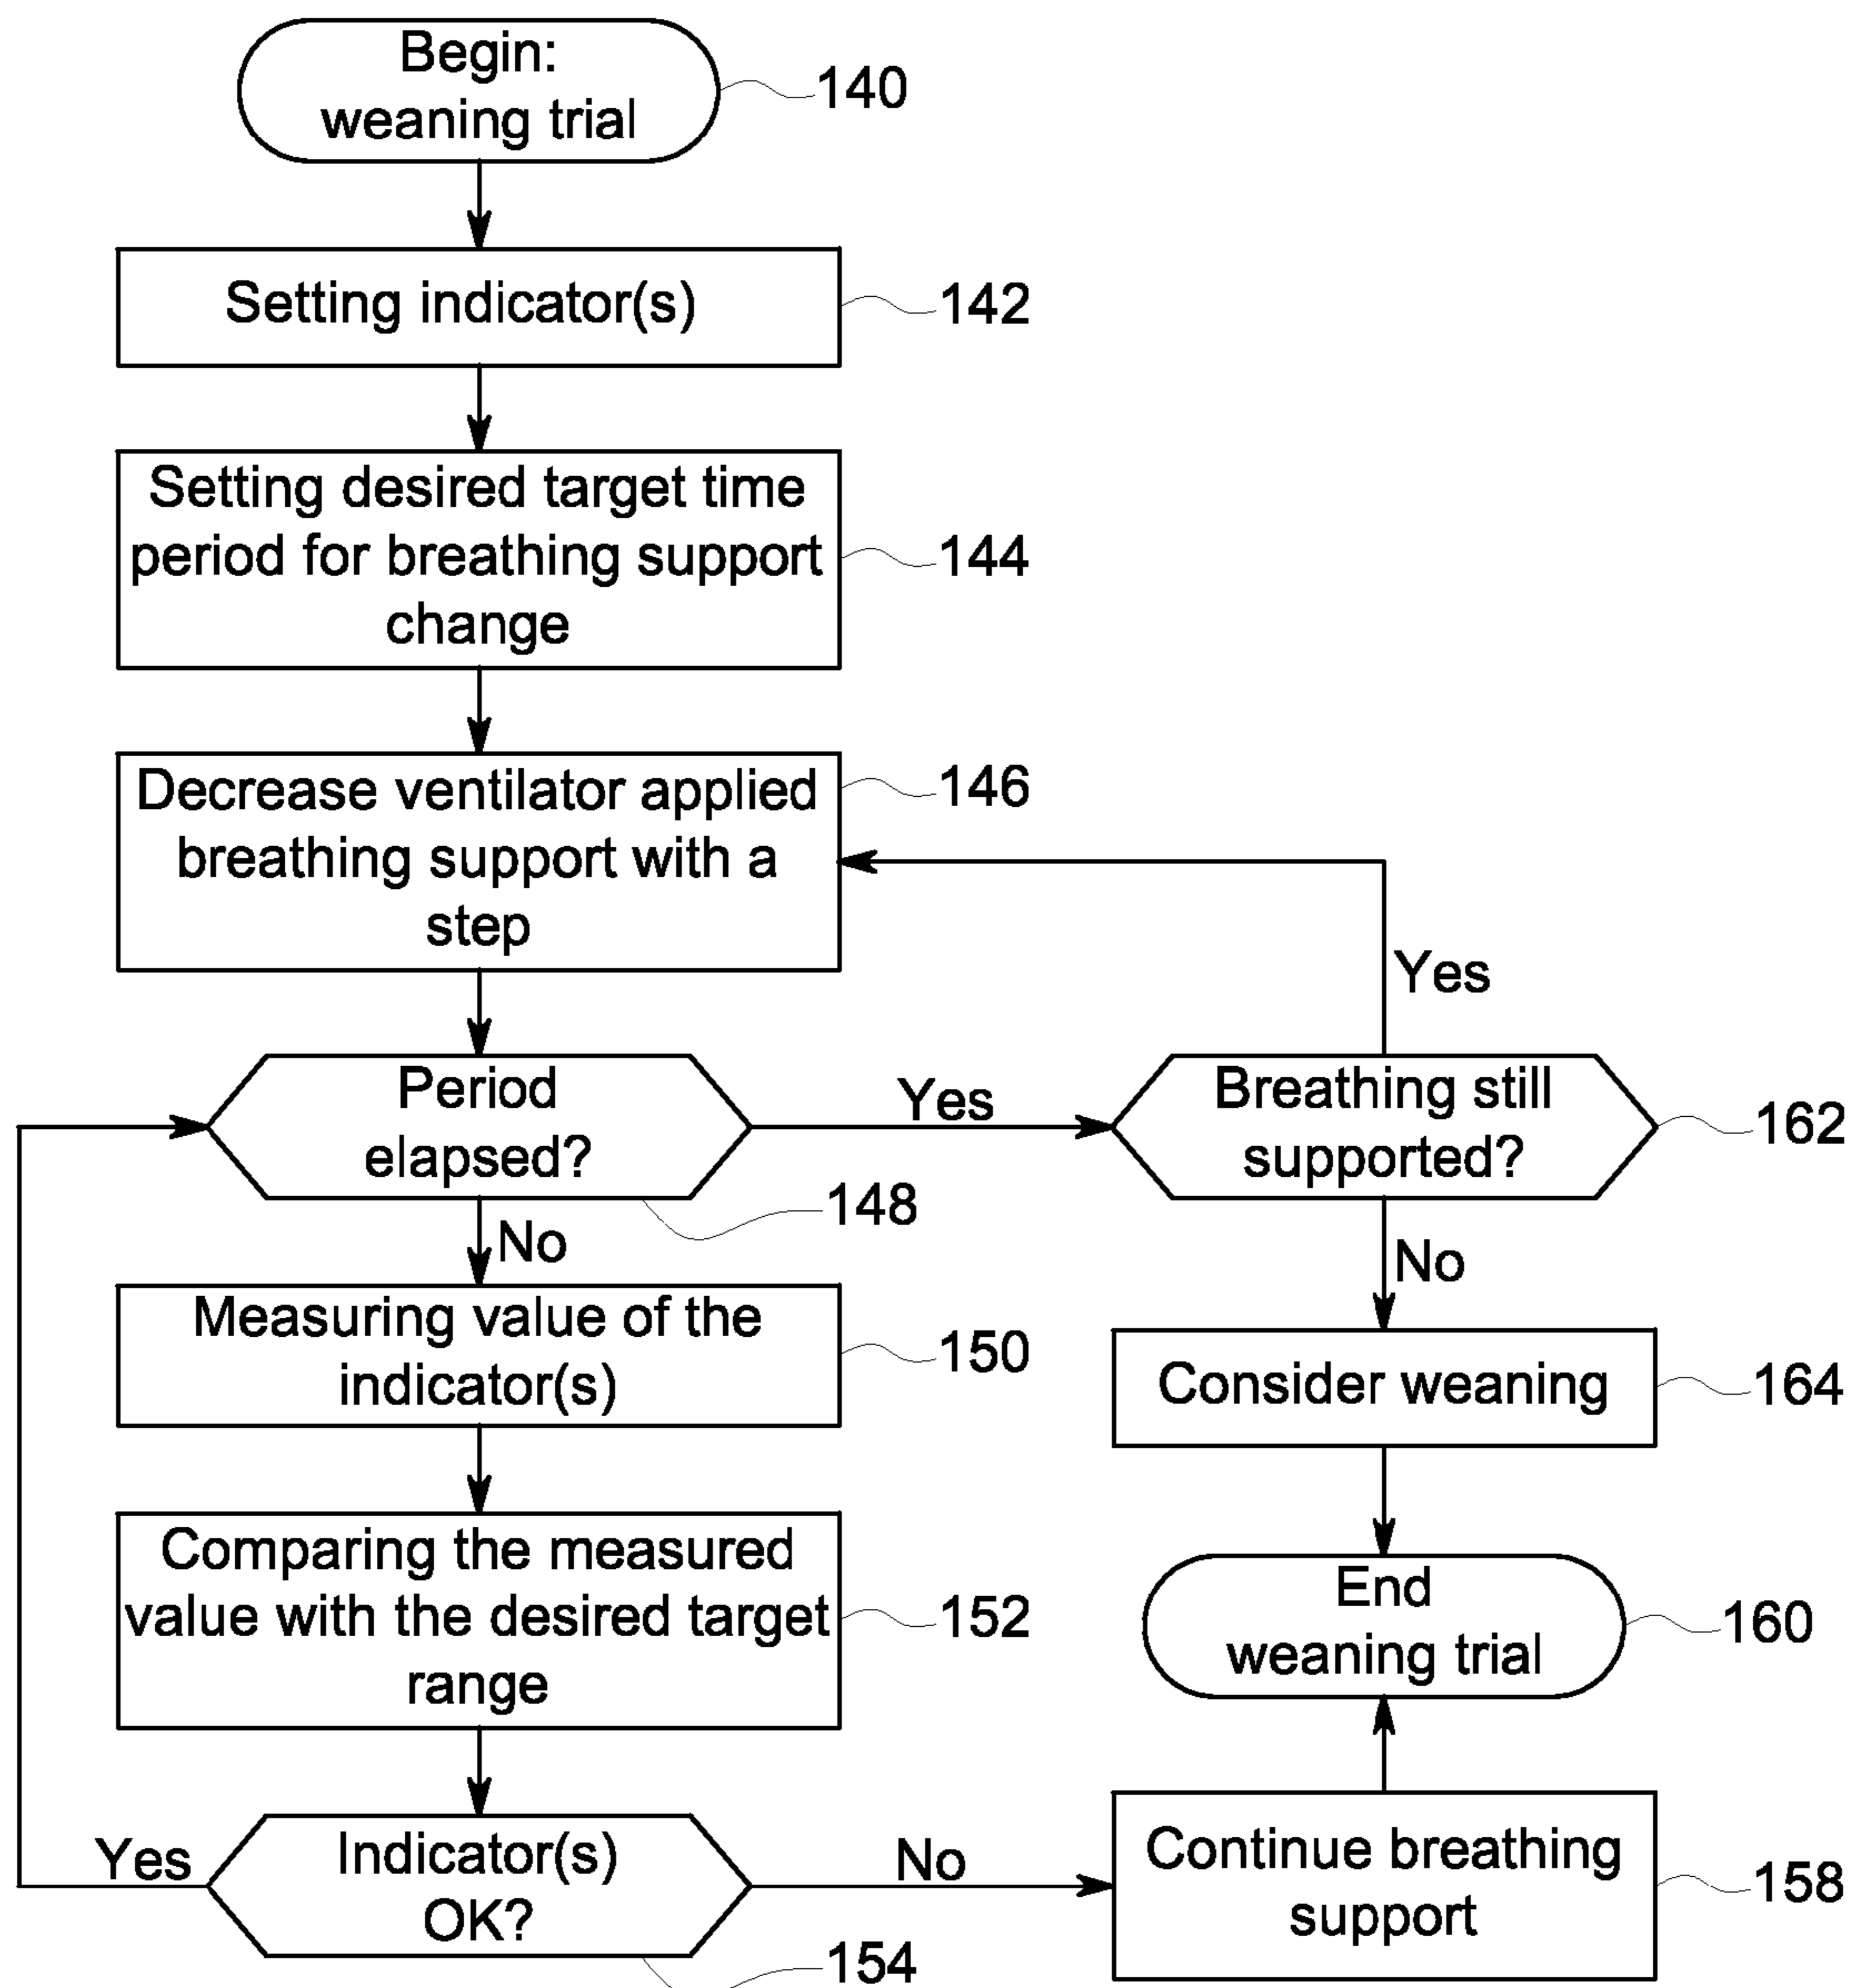 Begin:
weaning trial
140
Setting indicator(s)
142
Setting desired target time
period for breathing support
change
144
Decrease ventilator applied
breathing support with a
step
146
Yes
Period
elapsed?
148
Yes
Breathing still
supported?
162
No
No
Measuring value of the
indicator(s)
150
Consider weaning
164
Comparing the measured
value with the desired target
range
152
End
weaning trial
160
Yes
Indicator(s)
OK?
154
No
Continue breathing
support
158